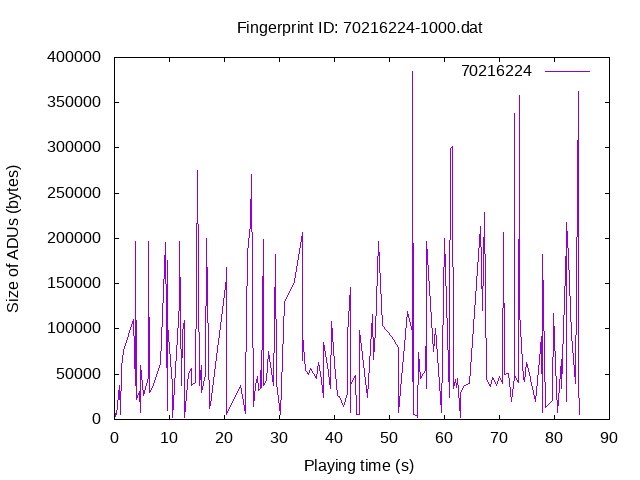 Fingerprint ID: 70216224-1000.dat
400000
350000
300000
250000
200000
150000
100000
50000
0
70216224
Size of ADUs (bytes)
0 10 20 30 40 50 60 70 80 90
Playing time (s)